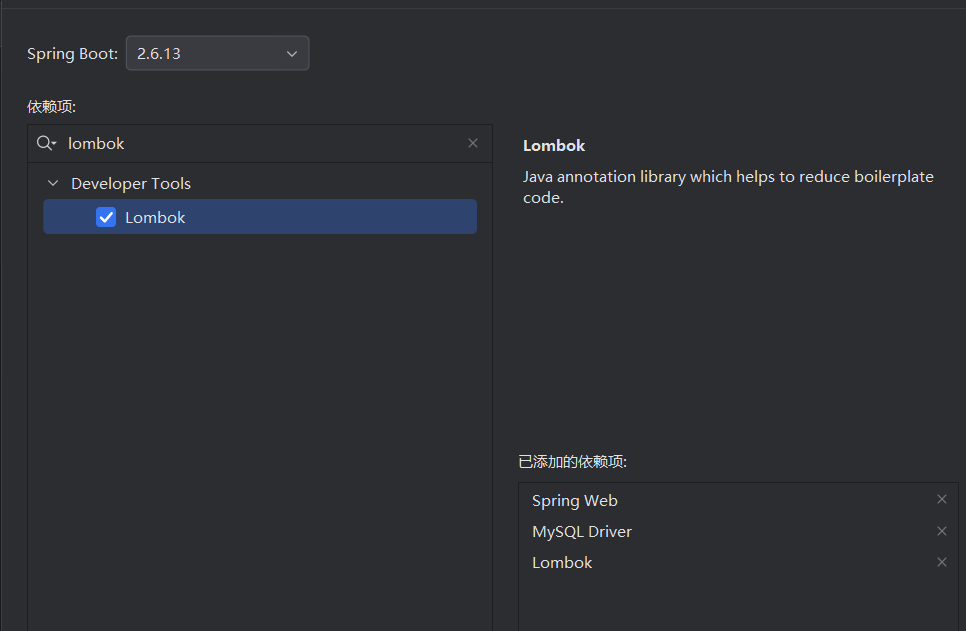 Spring Boot: 2.6.13
依赖项:
lombok
Developer Tools
Lombok
Lombok
Java annotation library which helps to reduce boilerplate
code.
已添加的依赖项:
Spring Web
MySQL Driver
Lombok